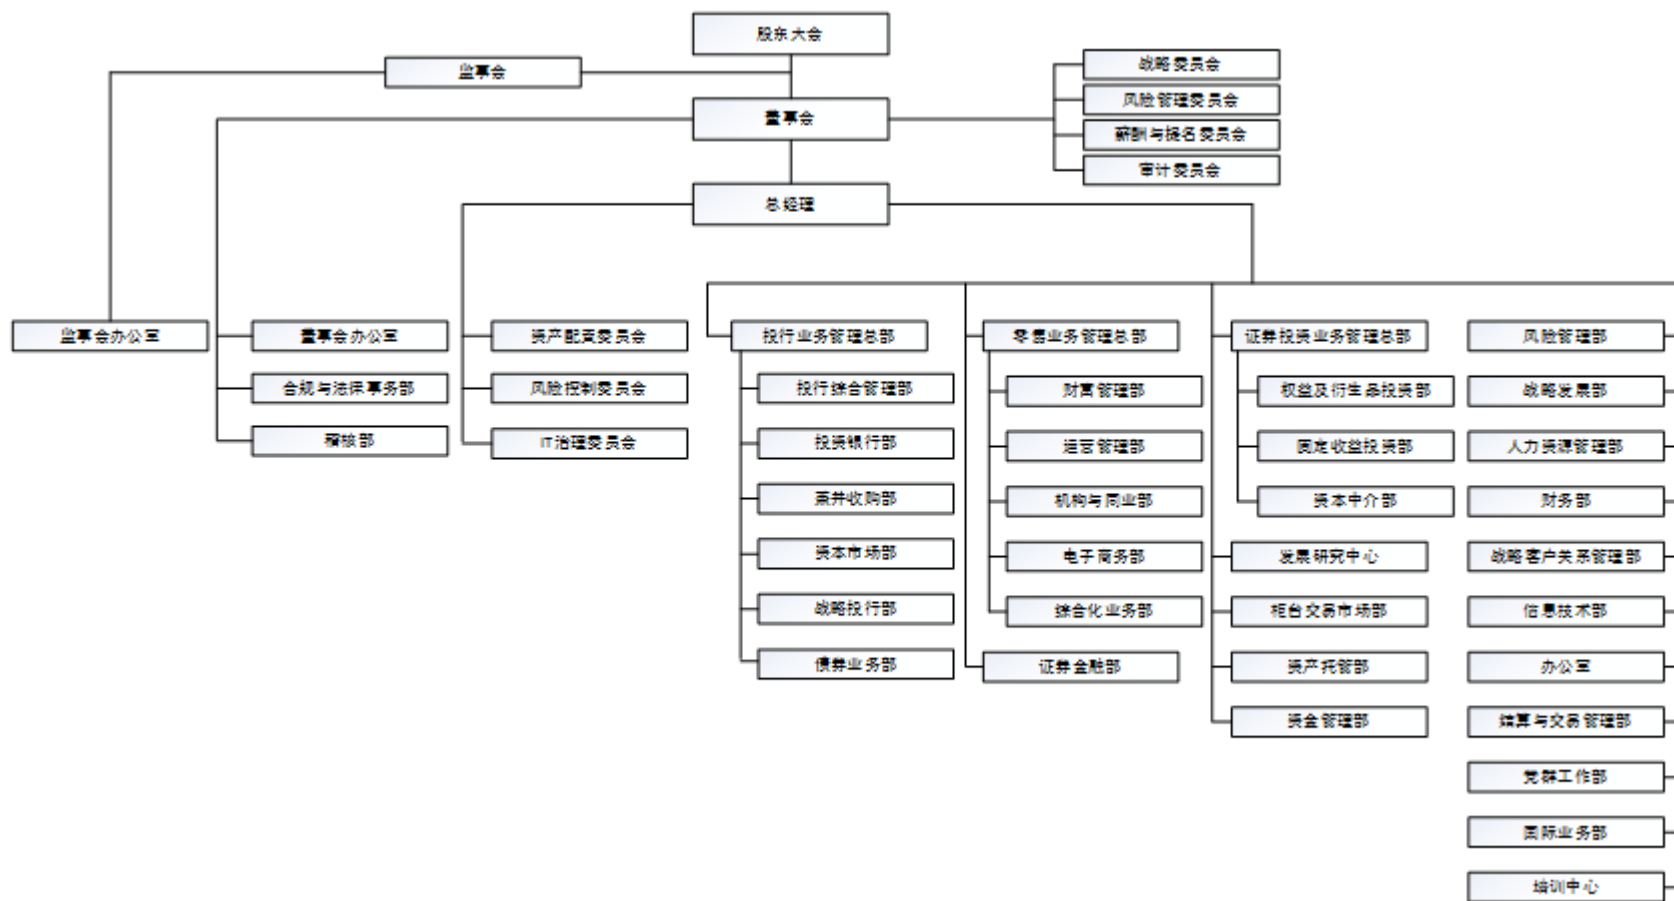 股东大会
监事会
战略委员会
风险管理委员会
董事会
薪酬与提名委员会
审计委员会
总经理
监事会办公室
董事会办公室
合规与法律事务部
稽核部
资产配置委员会
风险控制委员会
IT治理委员会
投行业务管理总部
投行综合管理部
投资银行部
兼并收购部
资本市场部
战略投行部
债券业务部
零售业务管理总部
财富管理部
运营管理部
机构与同业部
电子商务部
综合化业务部
证券金融部
证券投资业务管理总部
权益及衍生品投资部
固定收益投资部
资本中介部
发展研究中心
柜台交易市场部
资产托管部
资金管理部
风险管理部
战略发展部
人力资源管理部
财务部
战略客户关系管理部
信息技术部
办公室
结算与交易管理部
党群工作部
国际业务部
培训中心